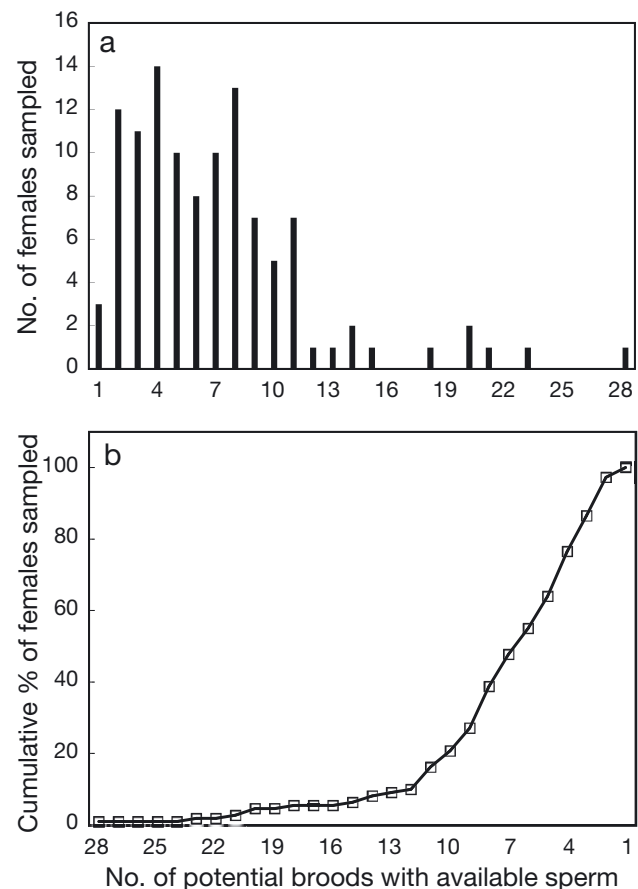 a
No. of females sampled
16
14
12
10
8
6
4
2
0
1 4 7 10 13 16 19 22 25 28
b
Cumulative % of females sampled
100
80
60
40
20
0
28 25 22 19 16 13 10 7 4 1
No. of potential broods with available sperm